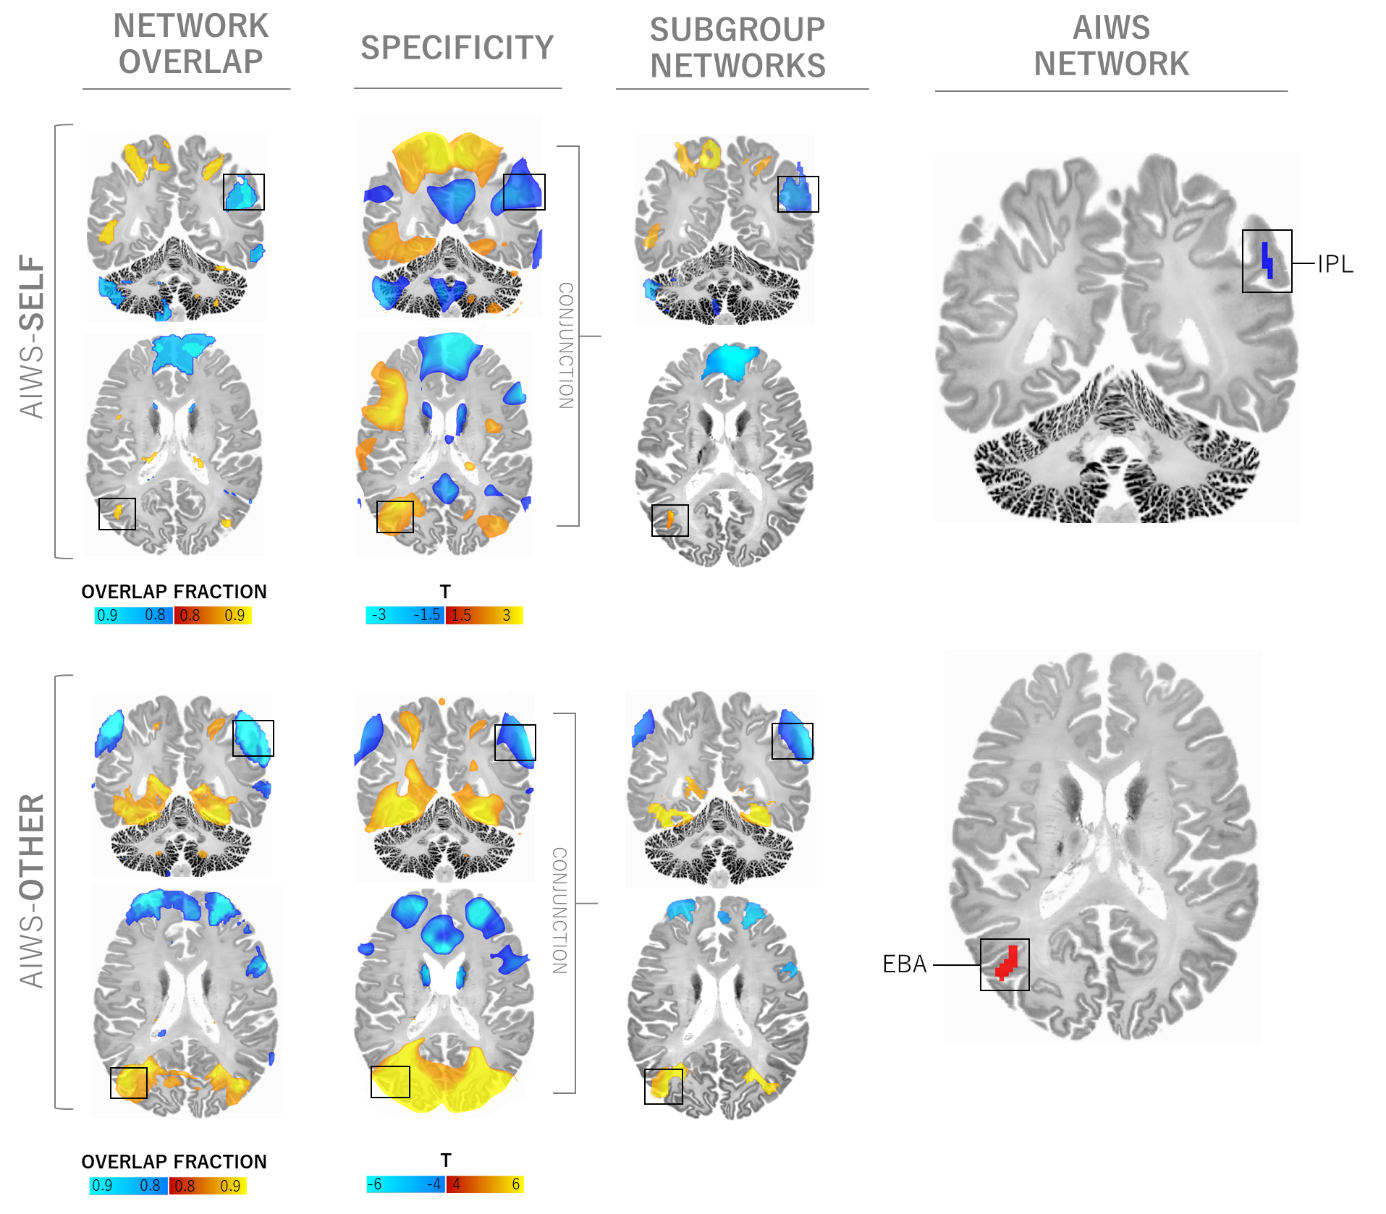 NETWORK
OVERLAP
SPECIFICITY
SUBGROUP
NETWORKS
AIWS
NETWORK
AIWS-SELF
CONJUNCTION
IPL
OVERLAP FRACTION
0.9 0.8 0.8 0.9
T
-3 -1.5 1.5 3
AIWS-OTHER
CONJUNCTION
EBA
OVERLAP FRACTION
0.9 0.8 0.8 0.9
T
-6 -4 4 6